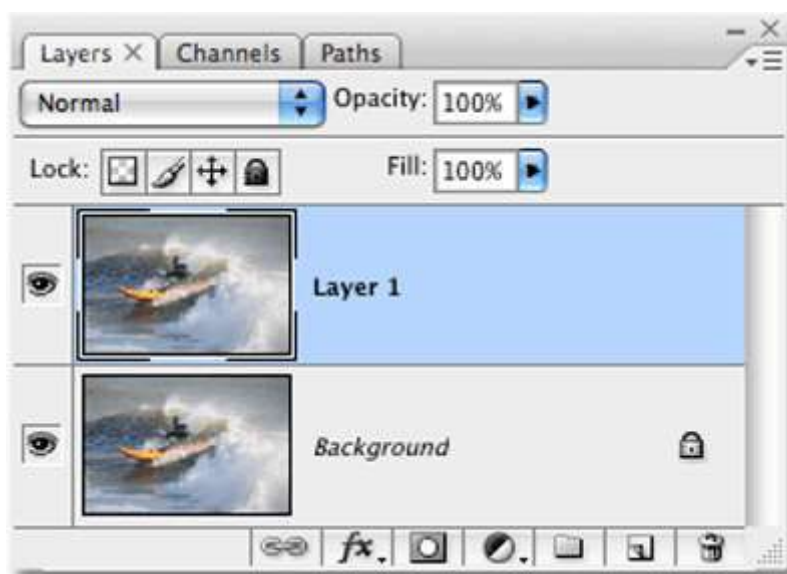 Layers Channels Paths
Normal Opacity: 100%
Lock: Fill: 100%
Layer 1
Background
fx.